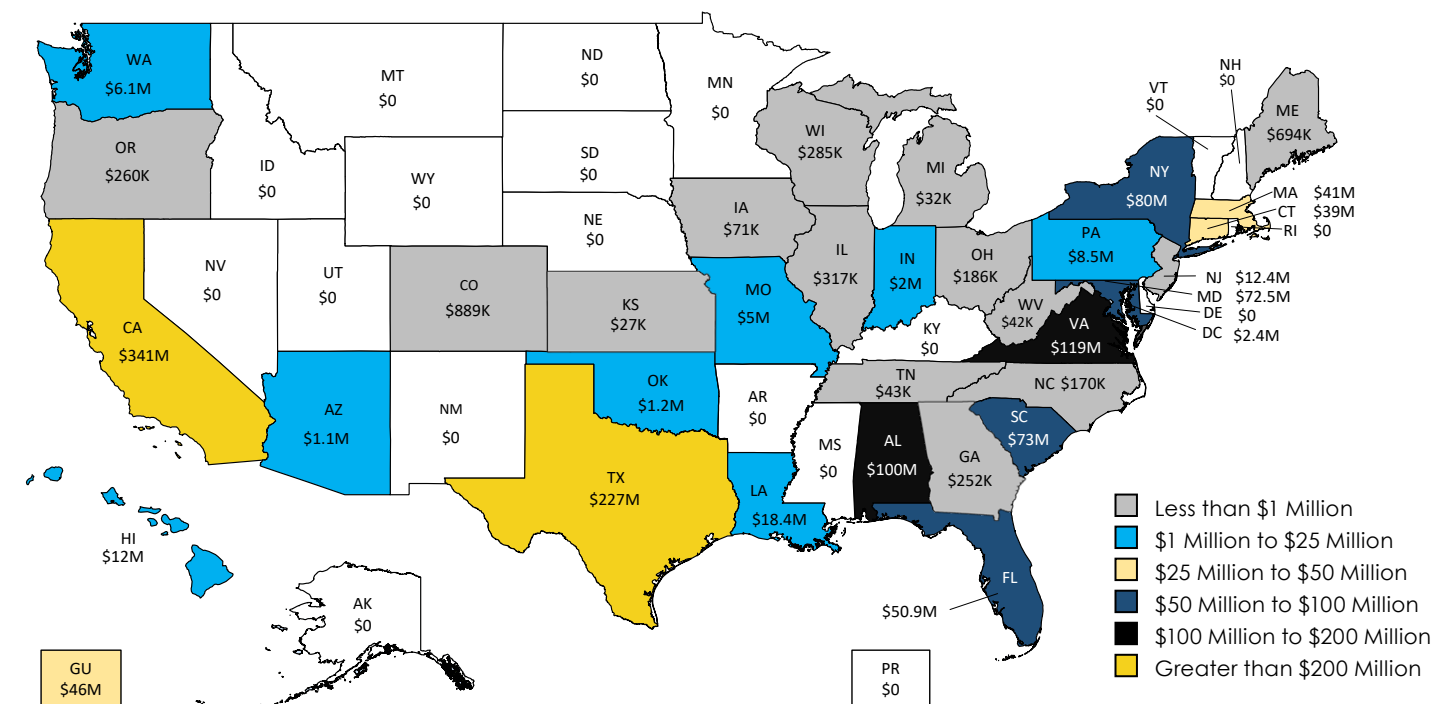 WA
$6.1M
OR
$260K
CA
$341M
ID
$0
NV
$0
MT
$0
WY
$0
UT
$0
AZ
$1.1M
CO
$889K
NM
$0
ND
$0
SD
$0
NE
$0
KS
$27K
OK
$1.2M
TX
$227M
MN
$0
IA
$71K
MO
$5M
AR
$0
LA
$18.4M
WI
$285K
IL
$317K
MS
$0
MI
$32K
IN
$2M
KY
$0
TN
$43K
AL
$100M
OH
$186K
WV
$42K
VA
$119M
NC $170K
SC
$73M
GA
$252K
FL
$50.9M
PA
$8.5M
NY
$80M
VT
$0
NH
$0
ME
$694K
MA $41M
CT $39M
RI $0
NJ $12.4M
MD $72.5M
DE $0
DC $2.4M
HI
$12M
AK
$0
GU
$46M
PR
$0
Less than $1 Million
$1 Million to $25 Million
$25 Million to $50 Million
$50 Million to $100 Million
$100 Million to $200 Million
Greater than $200 Million